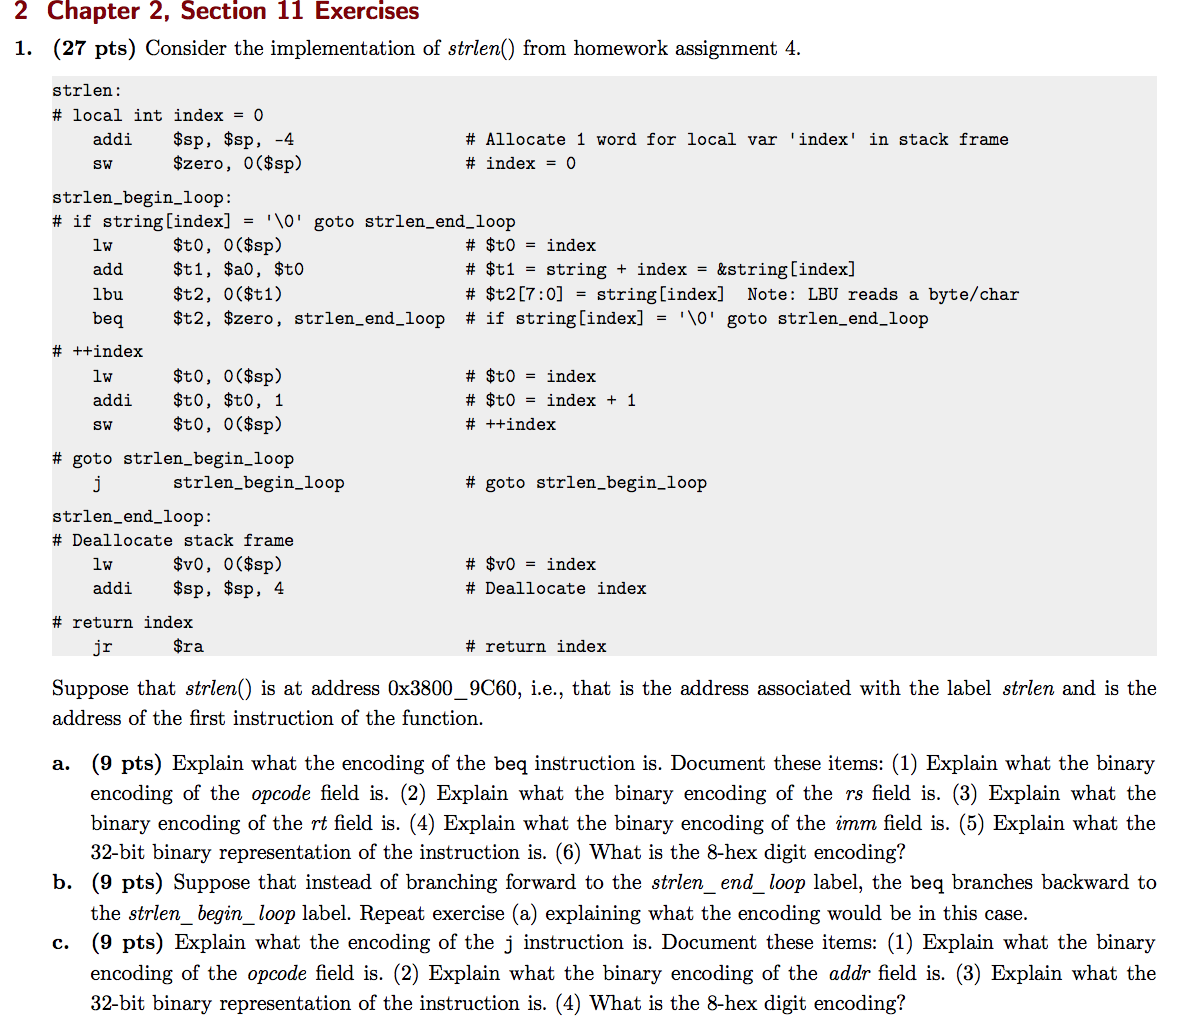 2 Chapter 2, Section 11 Exercises
1. (27 pts) Consider the implementation of strlen() from homework assignment 4.
strlen:
# local int index = 0
addi $sp, $sp, -4 # Allocate 1 word for local var 'index' in stack frame
sw $zero, 0($sp) # index = 0
strlen_begin_loop:
# if string[index] = '\0' goto strlen_end_loop
lw $t0, 0($sp) # $t0 = index
add $t1, $a0, $t0 # $t1 = string + index = &string[index]
lbu $t2, 0($t1) # $t2[7:0] = string[index] Note: LBU reads a byte/char
beq $t2, $zero, strlen_end_loop # if string[index] = '\0' goto strlen_end_loop
# ++index
lw $t0, 0($sp) # $t0 = index
addi $t0, $t0, 1 # $t0 = index + 1
sw $t0, 0($sp) # ++index
# goto strlen_begin_loop
j strlen_begin_loop # goto strlen_begin_loop
strlen_end_loop:
# Deallocate stack frame
lw $v0, 0($sp) # $v0 = index
addi $sp, $sp, 4 # Deallocate index
# return index
jr $ra # return index
Suppose that strlen() is at address 0x3800_9C60, i.e., that is the address associated with the label strlen and is the
address of the first instruction of the function.
a. (9 pts) Explain what the encoding of the beq instruction is. Document these items: (1) Explain what the binary
encoding of the opcode field is. (2) Explain what the binary encoding of the rs field is. (3) Explain what the
binary encoding of the rt field is. (4) Explain what the binary encoding of the imm field is. (5) Explain what the
32-bit binary representation of the instruction is. (6) What is the 8-hex digit encoding?
b. (9 pts) Suppose that instead of branching forward to the strlen_end_loop label, the beq branches backward to
the strlen_begin_loop label. Repeat exercise (a) explaining what the encoding would be in this case.
c. (9 pts) Explain what the encoding of the j instruction is. Document these items: (1) Explain what the binary
encoding of the opcode field is. (2) Explain what the binary encoding of the addr field is. (3) Explain what the
32-bit binary representation of the instruction is. (4) What is the 8-hex digit encoding?